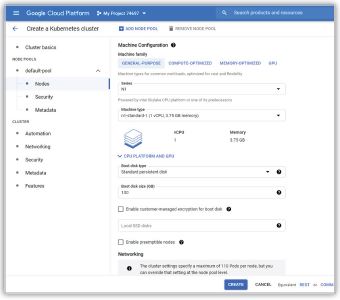 Google Cloud Platform
My Project 74697
Search products and resources
Create a Kubernetes cluster
ADD NODE POOL
REMOVE NODE POOL
Cluster basics
NODE POOLS
default-pool
Nodes
Security
Metadata
CLUSTER
Automation
Networking
Security
Metadata
Features
Machine Configuration
Machine family
GENERAL-PURPOSE COMPUTE-OPTIMIZED MEMORY-OPTIMIZED GPU
Machine types for common workloads, optimized for cost and flexibility
Series
N1
Powered by Intel Skylake CPU platform or one of its predecessors
Machine type
n1-standard-1 (1 vCPU, 3.75 GB memory)
vCPU
1
Memory
3.75 GB
CPU PLATFORM AND GPU
Boot disk type
Standard persistent disk
Boot disk size (GB)
100
Enable customer-managed encryption for boot disk
Local SSD disks
Enable preemptible nodes
Networking
The cluster settings specify a maximum of 110 Pods per node, but you
can override that setting at the node pool level.
CREATE CANCEL Equivalent REST or COMMA